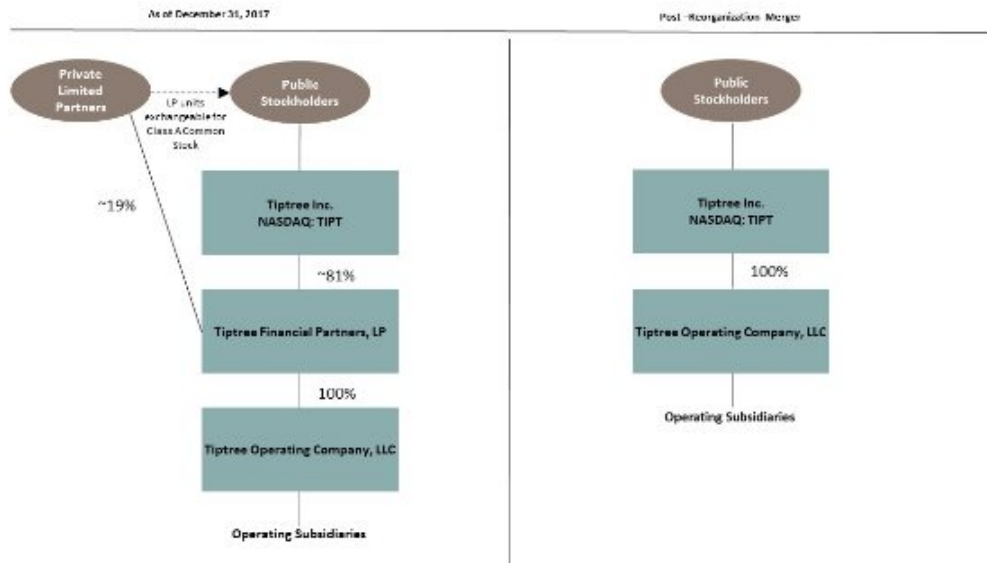 As of December 31, 2017
Post -Reorganization Merger
Private
Limited
Partners
LP units
exchangeable for
Class A Common
Stock
Public
Stockholders
~19%
Tiptree Inc.
NASDAQ: TIPT
~81%
Tiptree Financial Partners, LP
100%
Tiptree Operating Company, LLC
Operating Subsidiaries
Public
Stockholders
Tiptree Inc.
NASDAQ: TIPT
100%
Tiptree Operating Company, LLC
Operating Subsidiaries